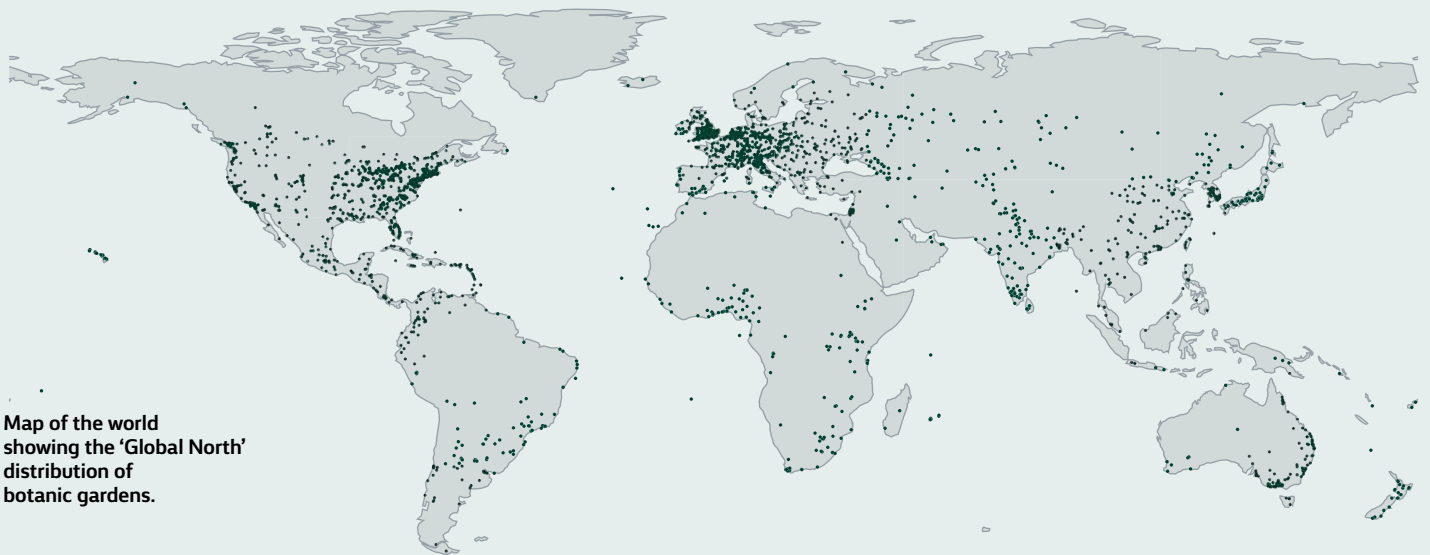 Map of the world
showing the ‘Global North’
distribution of
botanic gardens.